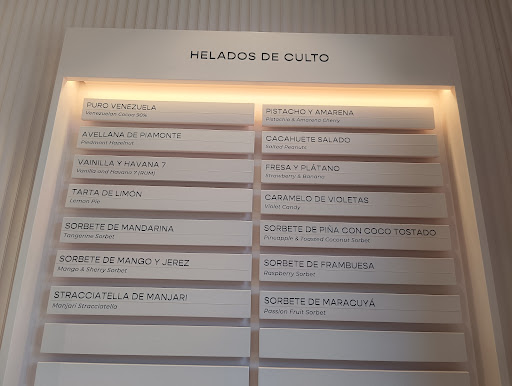 HELADOS DE CULTO
PURO VENEZUELA
Venezuelan Cocoa 90%
AVELLANA DE PIAMONTE
Piedmont Hazelnut
VAINILLA Y HAVANA 7
Vanilla and Havana 7 (RUM)
TARTA DE LIMÓN
Lemon Pie
SORBETE DE MANDARINA
Tangerine Sorbet
SORBETE DE MANGO Y JEREZ
Mango & Sherry Sorbet
STRACCIATELLA DE MANJARI
Manjari Stracciatella
PISTACHO Y AMARENA
Pistachio & Amarena Cherry
CACAHUETE SALADO
Salted Peanuts
FRESA Y PLÁTANO
Strawberry & Banana
CARAMELO DE VIOLETAS
Violet Candy
SORBETE DE PIÑA CON COCO TOSTADO
Pineapple & Toasted Coconut Sorbet
SORBETE DE FRAMBUESA
Raspberry Sorbet
SORBETE DE MARACUYÁ
Passion Fruit Sorbet